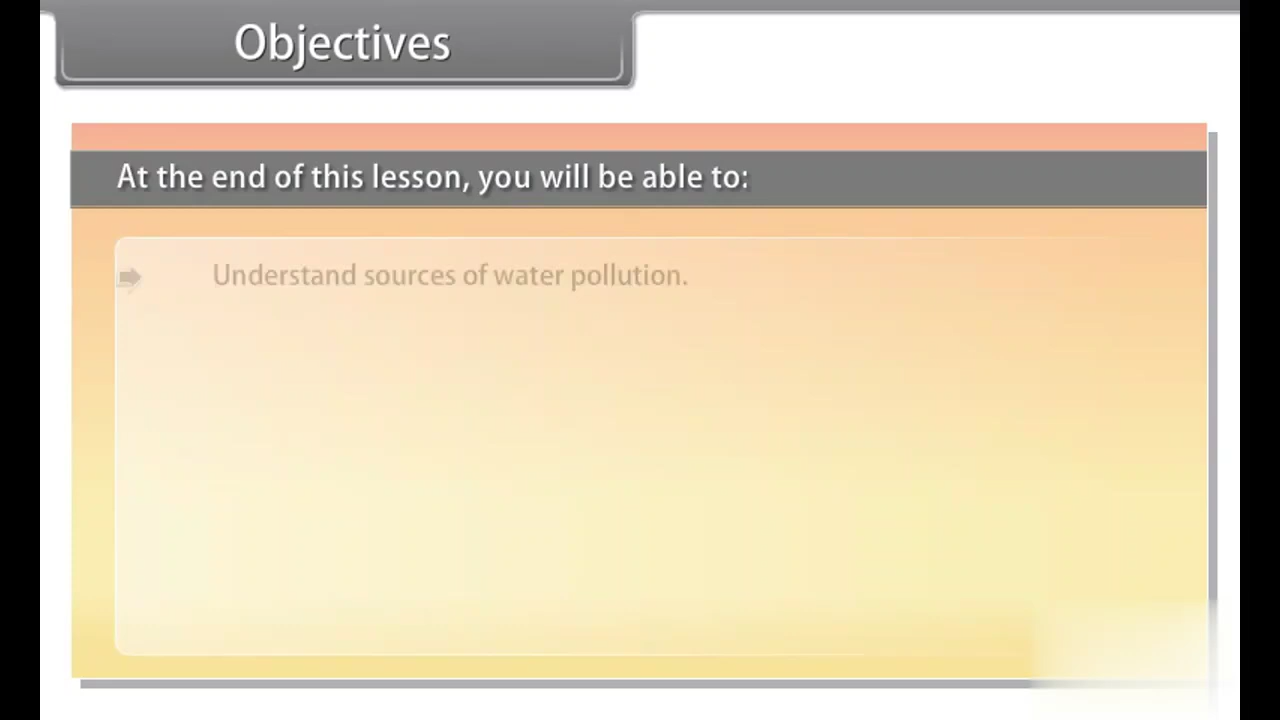 Objectives
At the end of this lesson, you will be able to:
Understand sources of water pollution.